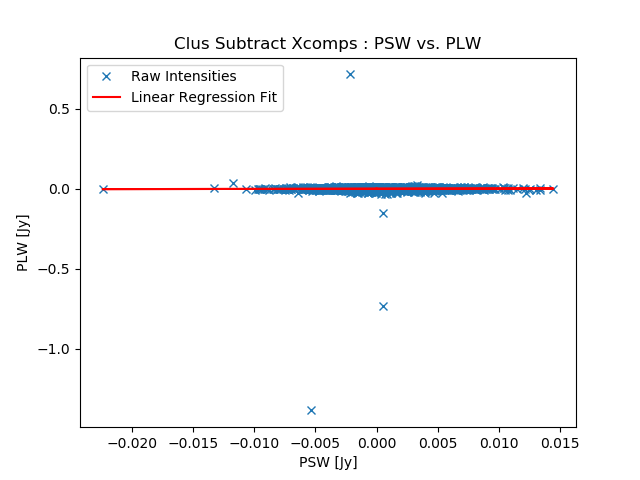 Clus Subtract Xcomps : PSW vs. PLW
Raw Intensities
Linear Regression Fit
PLW [Jy]
0.5
0.0
−0.5
−1.0
−0.020 −0.015 −0.010 −0.005 0.000 0.005 0.010 0.015
PSW [Jy]